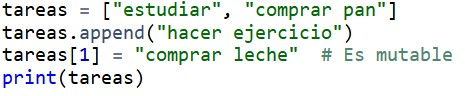 tareas = ["estudiar", "comprar pan"]
tareas.append("hacer ejercicio")
tareas[1] = "comprar leche"  # Es mutable
print(tareas)